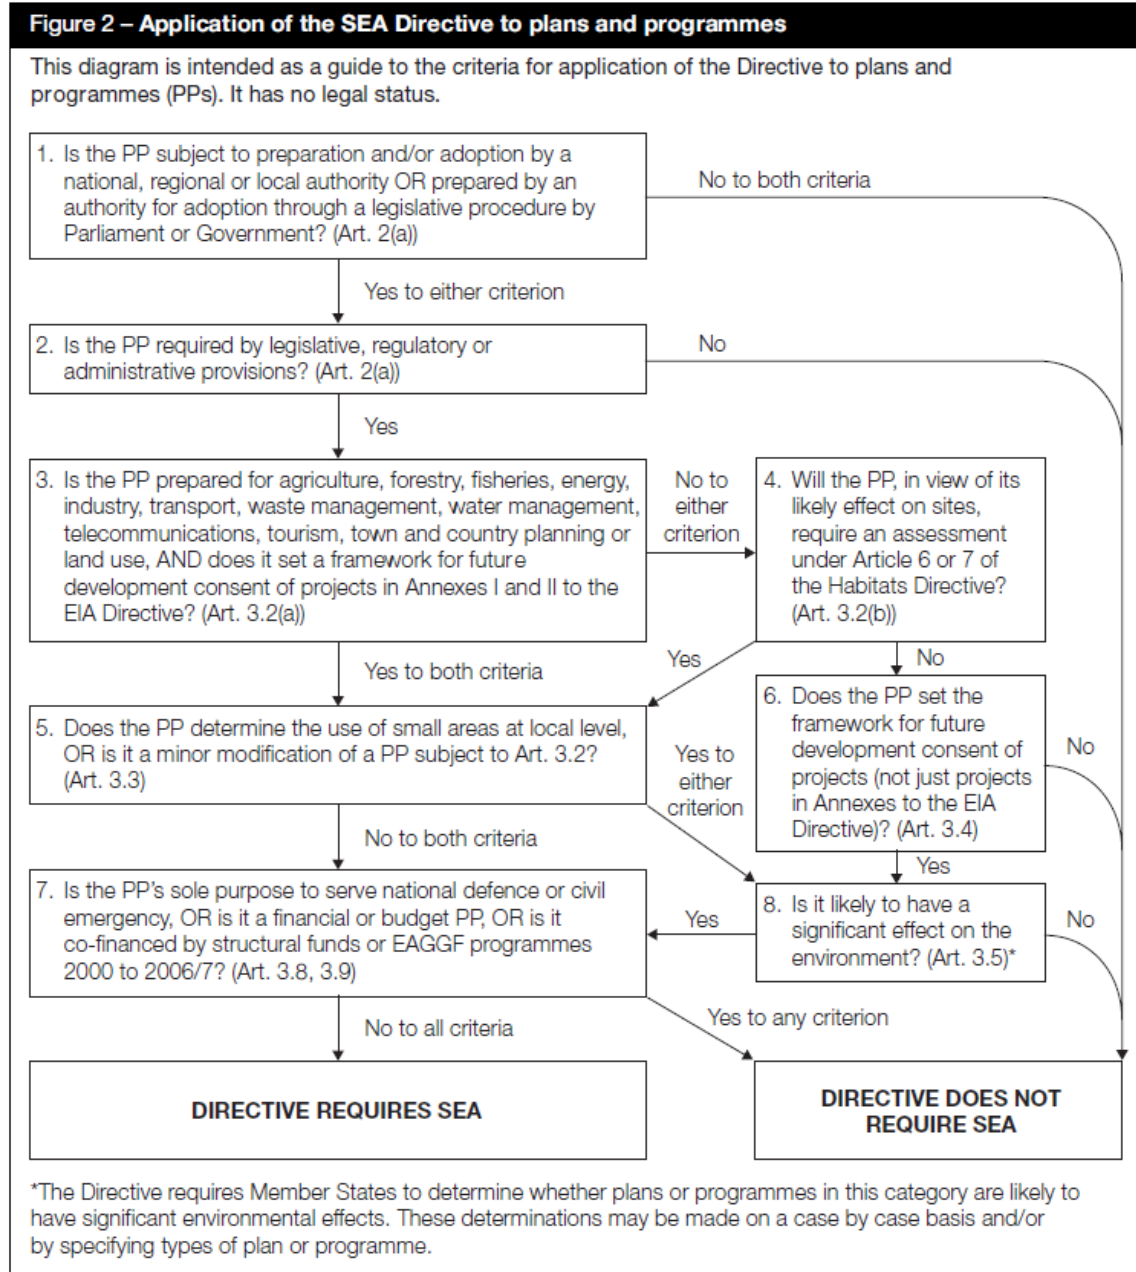 Figure 2 – Application of the SEA Directive to plans and programmes
This diagram is intended as a guide to the criteria for application of the Directive to plans and
programmes (PPs). It has no legal status.
1. Is the PP subject to preparation and/or adoption by a
national, regional or local authority OR prepared by an
authority for adoption through a legislative procedure by
Parliament or Government? (Art. 2(a))
No to both criteria
Yes to either criterion
2. Is the PP required by legislative, regulatory or
administrative provisions? (Art. 2(a))
No
Yes
3. Is the PP prepared for agriculture, forestry, fisheries, energy,
industry, transport, waste management, water management,
telecommunications, tourism, town and country planning or
land use, AND does it set a framework for future
development consent of projects in Annexes I and II to the
EIA Directive? (Art. 3.2(a))
No to
either
criterion
4. Will the PP, in view of its
likely effect on sites,
require an assessment
under Article 6 or 7 of
the Habitats Directive?
(Art. 3.2(b))
Yes to both criteria
Yes
No
5. Does the PP determine the use of small areas at local level,
OR is it a minor modification of a PP subject to Art. 3.2?
(Art. 3.3)
Yes to
either
criterion
6. Does the PP set the
framework for future
development consent of
projects (not just projects
in Annexes to the EIA
Directive)? (Art. 3.4)
No
No to both criteria
Yes
7. Is the PP's sole purpose to serve national defence or civil
emergency, OR is it a financial or budget PP, OR is it
co-financed by structural funds or EAGGF programmes
2000 to 2006/7? (Art. 3.8, 3.9)
Yes
8. Is it likely to have a
significant effect on the
environment? (Art. 3.5)*
No
No to all criteria
Yes to any criterion
DIRECTIVE REQUIRES SEA
DIRECTIVE DOES NOT
REQUIRE SEA
*The Directive requires Member States to determine whether plans or programmes in this category are likely to
have significant environmental effects. These determinations may be made on a case by case basis and/or
by specifying types of plan or programme.